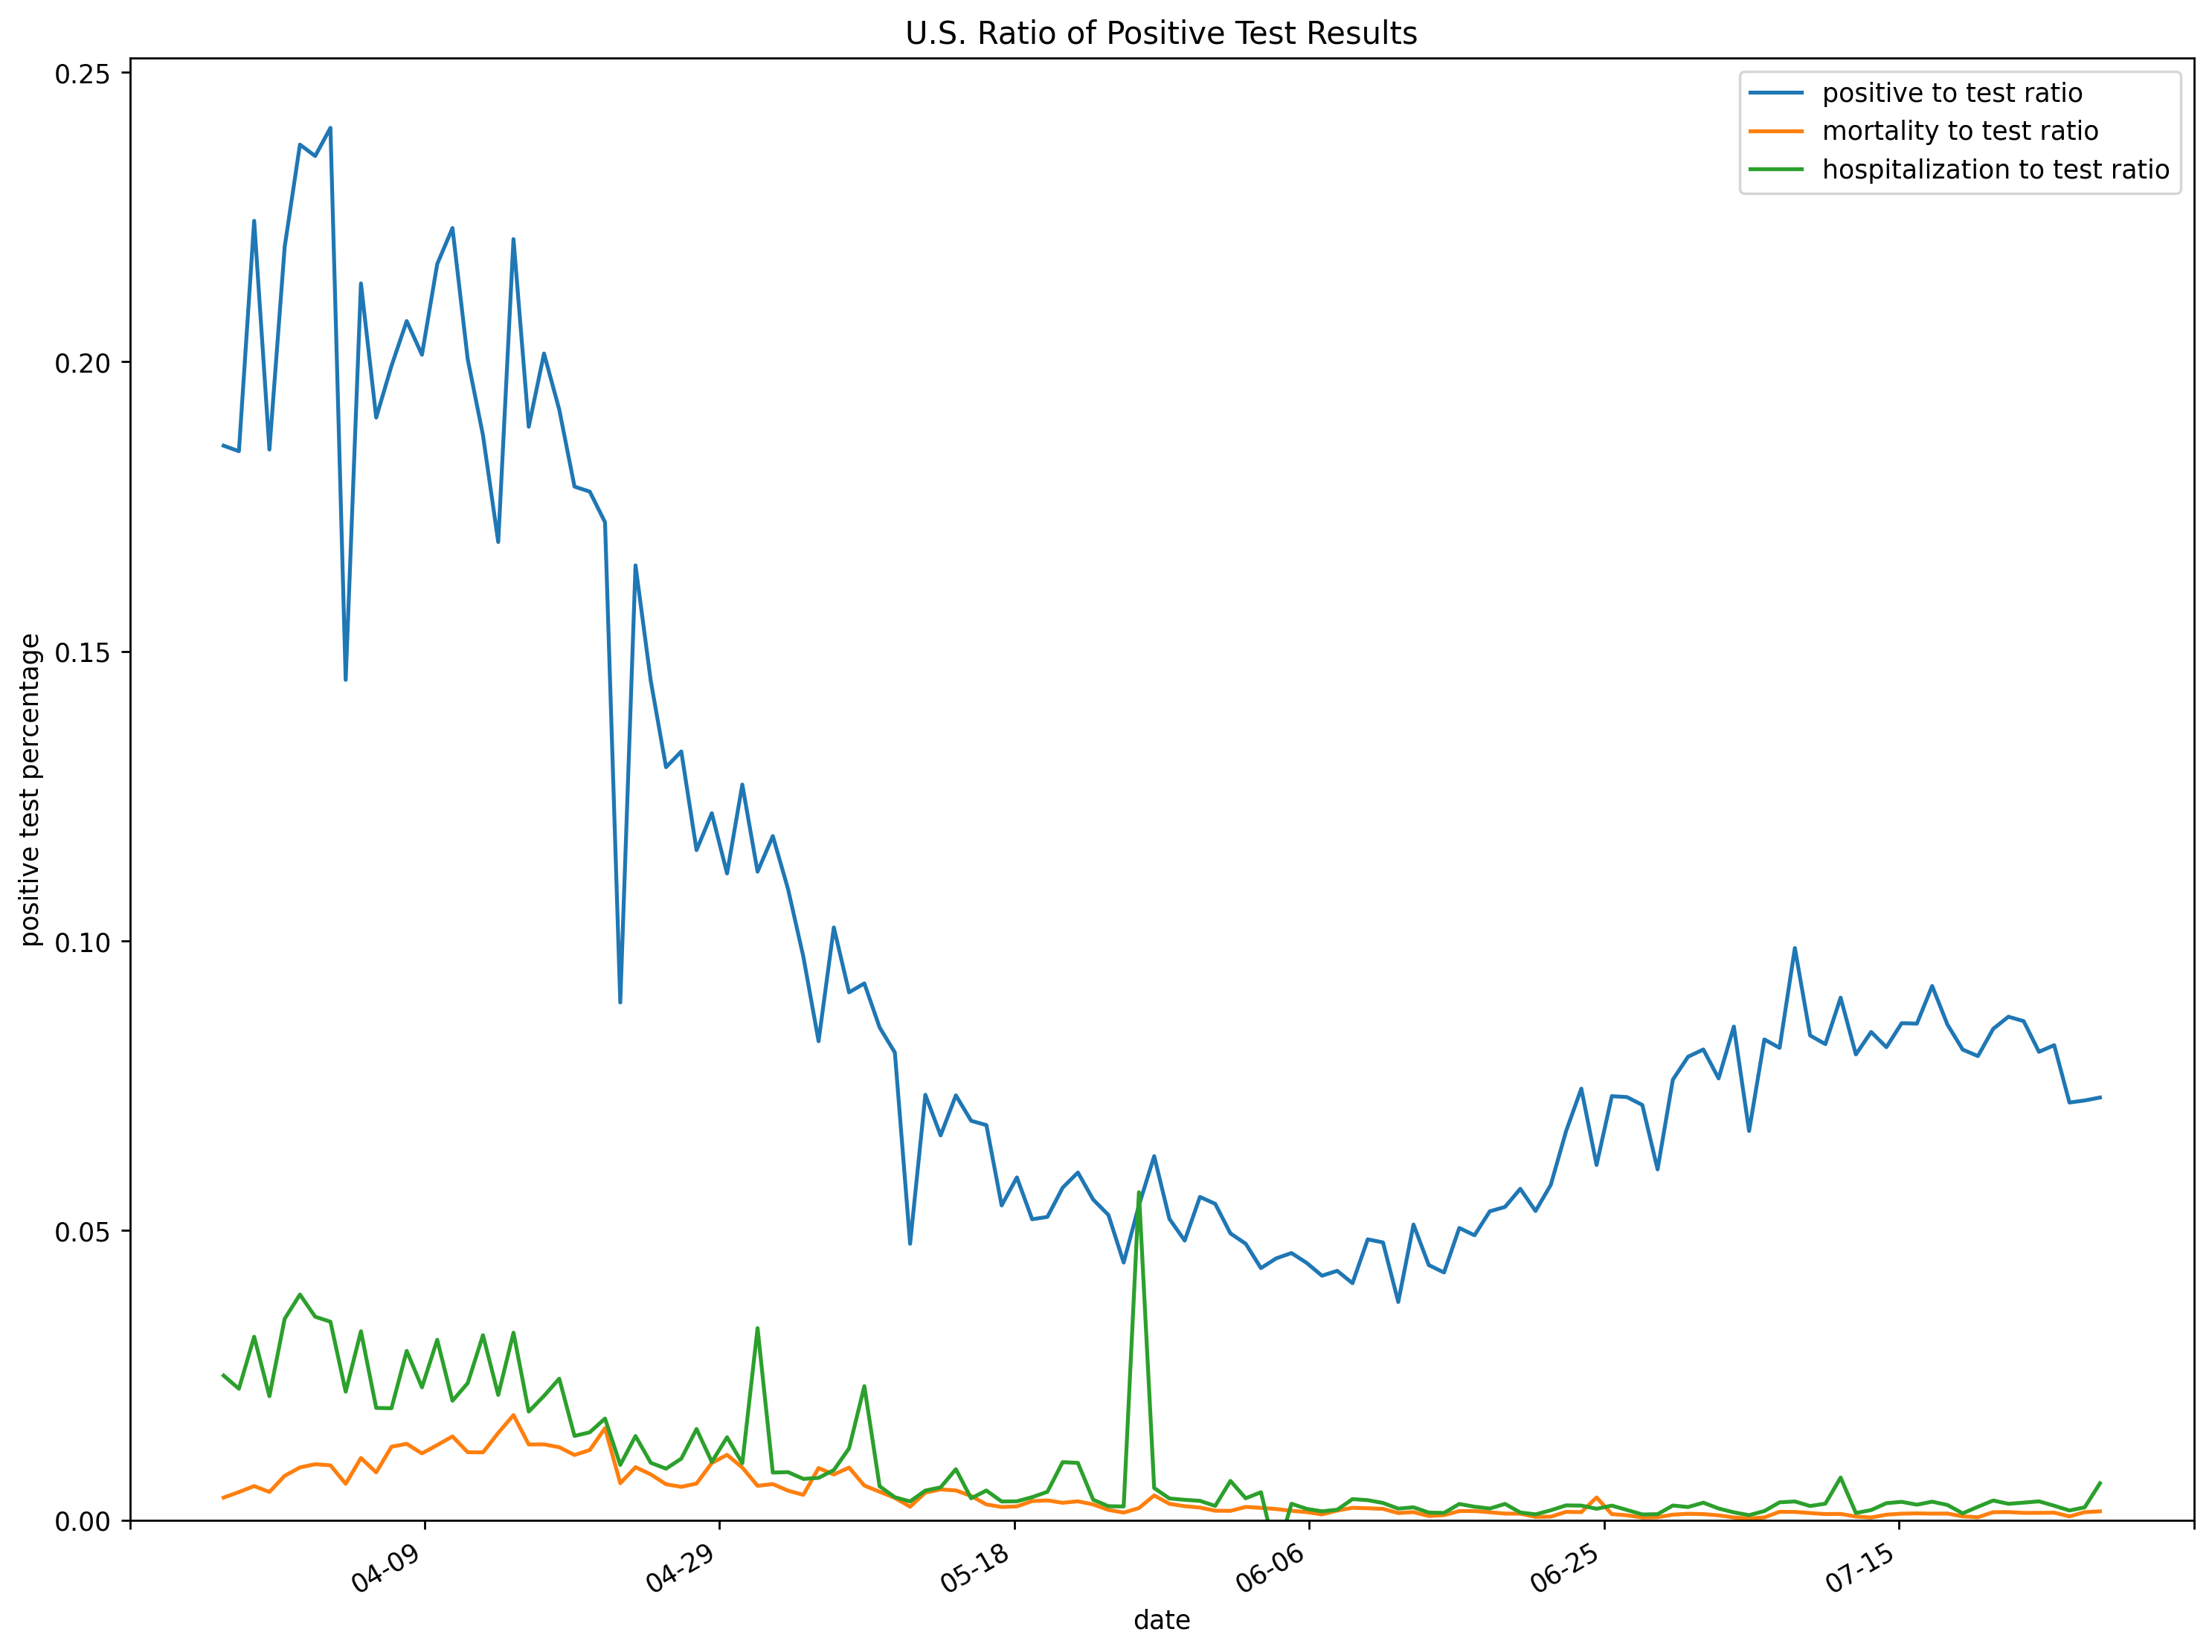 U.S. Ratio of Positive Test Results
positive to test ratio
mortality to test ratio
hospitalization to test ratio
positive test percentage
0.25
0.20
0.15
0.10
0.05
0.00
04-09
04-29
05-18
06-06
06-25
07-15
date